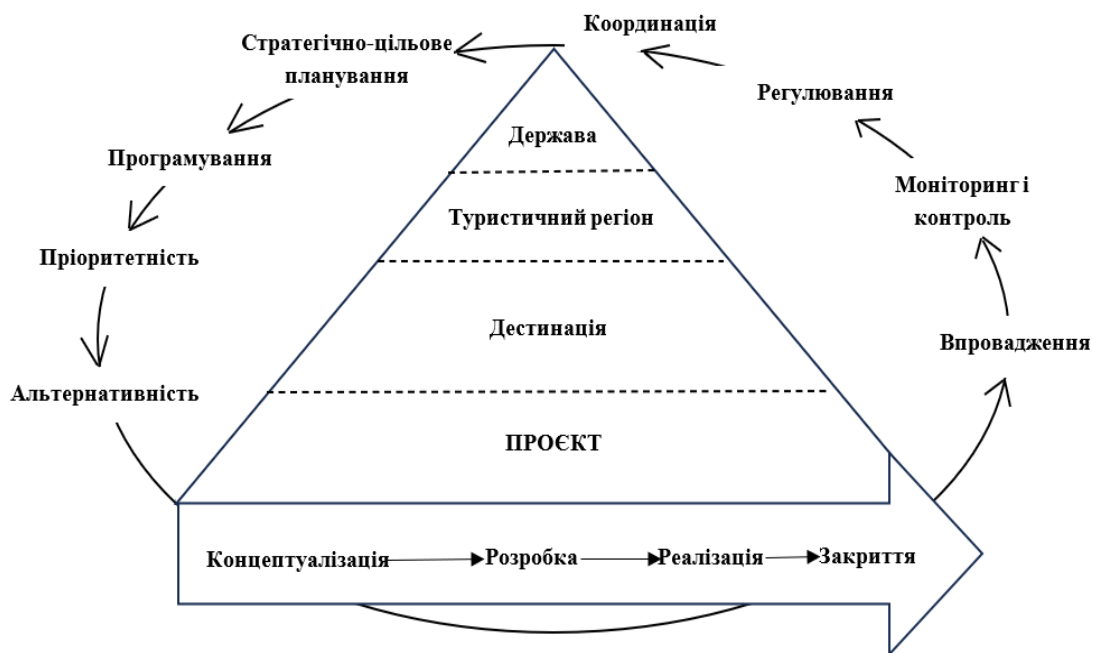 Координація
Стратегічно-цільове
планування
Регулювання
Держава
Програмування
Моніторинг і
контроль
Туристичний регіон
Пріоритетність
Дестинація
Впровадження
Альтернативність
ПРОЄКТ
Концептуалізація Розробка Реалізація Закриття